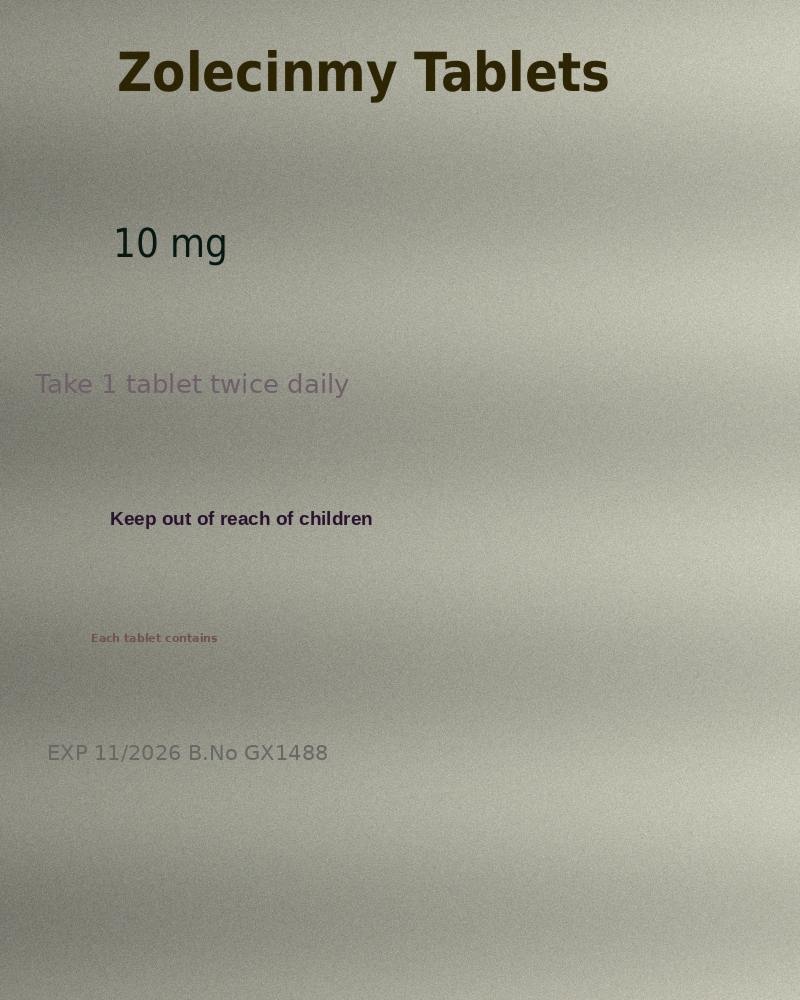 Zolecinmy Tablets
10 mg
Take 1 tablet twice daily
Keep out of reach of children
Each tablet contains
EXP 11/2026 B.No GX1488